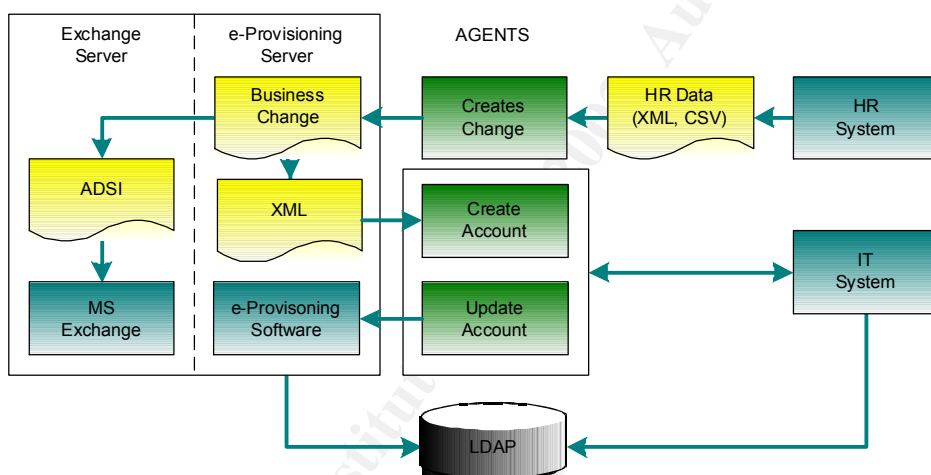 Exchange
Server
e-Provisioning
Server
AGENTS
Business
Change
Creates
Change
HR Data
(XML, CSV)
HR
System
ADSI
XML
Create
Account
IT
System
MS
Exchange
e-Provisioning
Software
Update
Account
LDAP